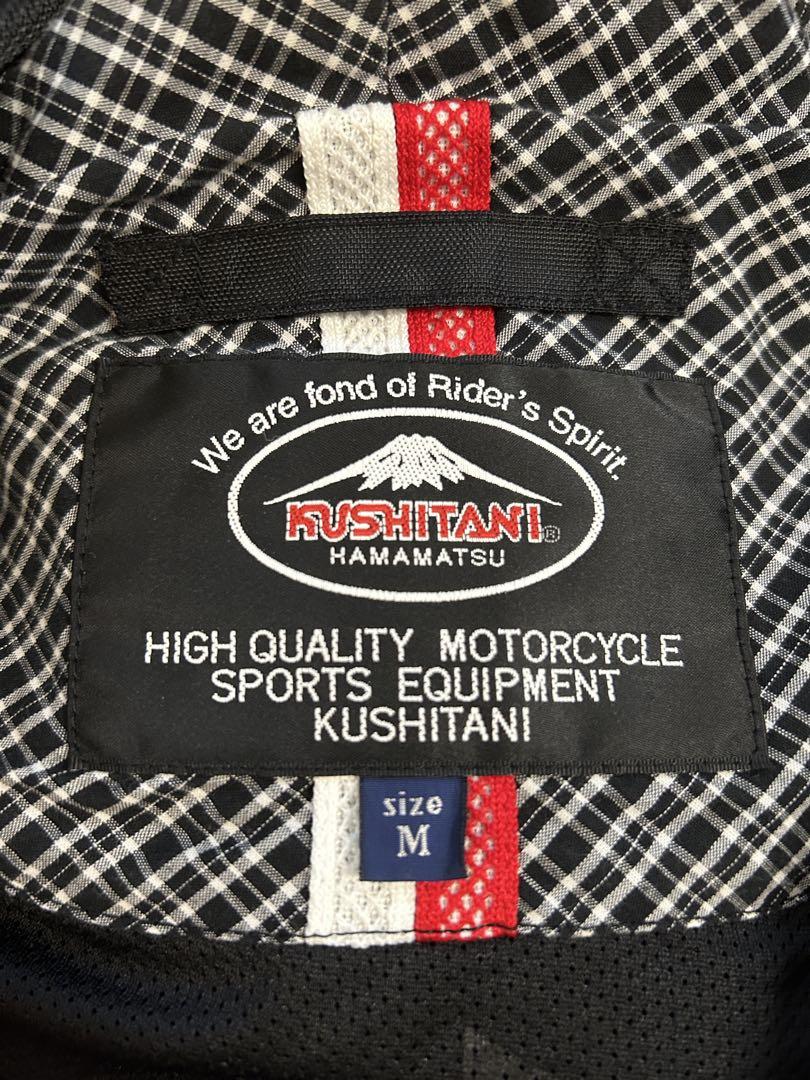 We are fond of Rider's Spirit.
KUSHITANI®
HAMAMATSU
HIGH QUALITY MOTORCYCLE
SPORTS EQUIPMENT
KUSHITANI
size
M